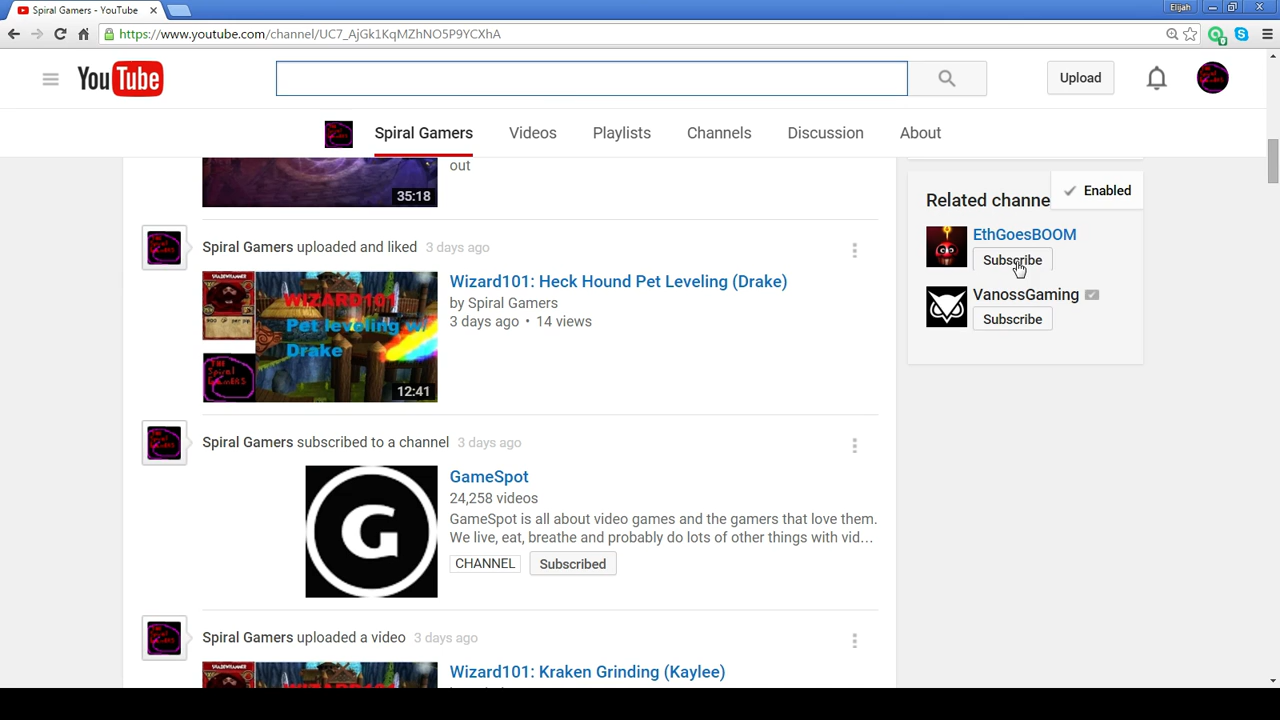 Spiral Gamers - YouTube
Elijah
https://www.youtube.com/channel/UC7_AjGk1KqMZhNO5P9YCXhA
YouTube
Upload
Spiral Gamers Videos Playlists Channels Discussion About
out
35:18
Enabled
Related channe
EthGoesBOOM
Subscribe
VanossGaming
Subscribe
Spiral Gamers uploaded and liked 3 days ago
WIZARD101
Pet leveling w/
Drake
12:41
Wizard101: Heck Hound Pet Leveling (Drake)
by Spiral Gamers
3 days ago • 14 views
Spiral Gamers subscribed to a channel 3 days ago
G
GameSpot
24,258 videos
GameSpot is all about video games and the gamers that love them.
We live, eat, breathe and probably do lots of other things with vid...
CHANNEL Subscribed
Spiral Gamers uploaded a video 3 days ago
Wizard101: Kraken Grinding (Kaylee)